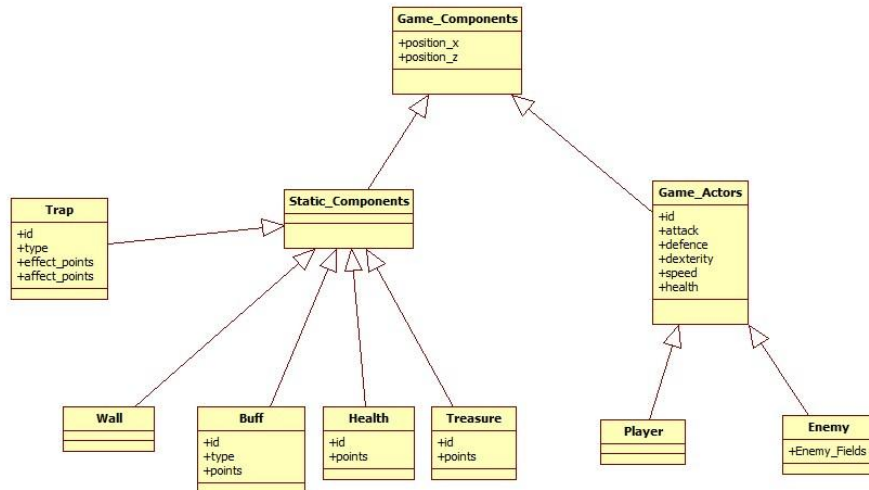 Game_Components
+position_x
+position_z
Static_Components
Game_Actors
+id
+attack
+defence
+dexterity
+speed
+health
Trap
+id
+type
+effect_points
+affect_points
Wall
Buff
+id
+type
+points
Health
+id
+points
Treasure
+id
+points
Player
Enemy
+Enemy_Fields